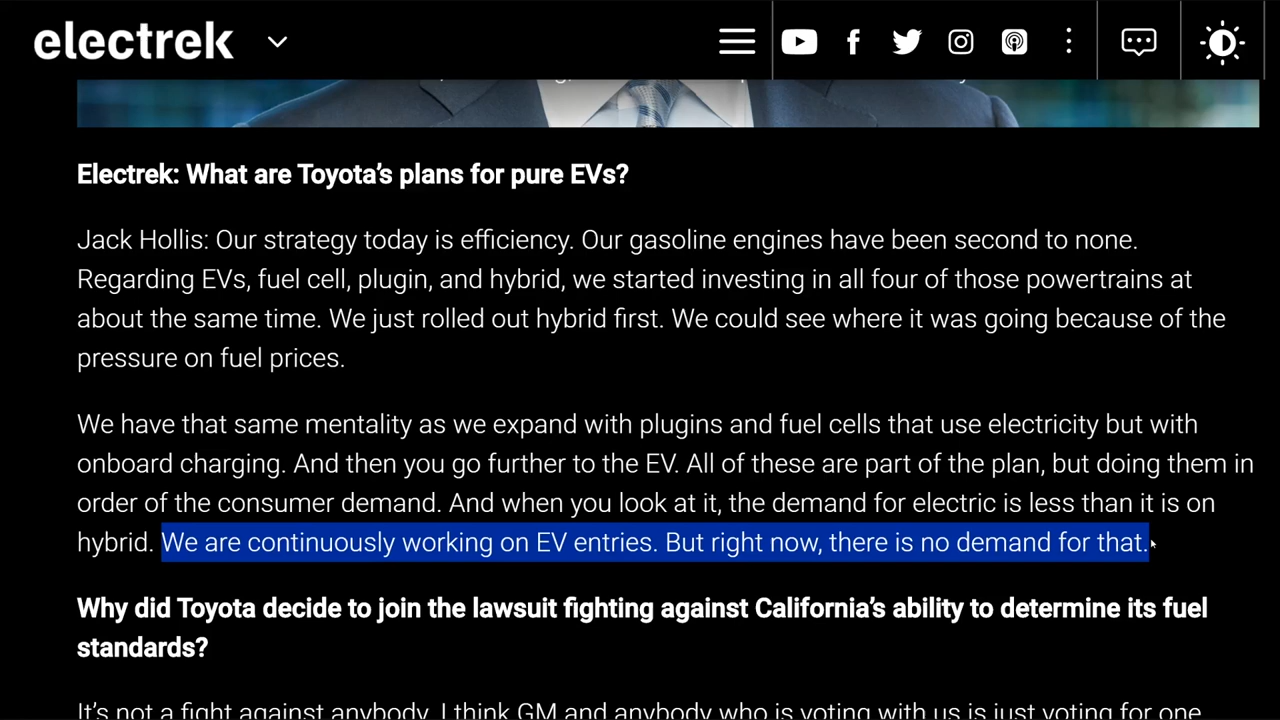 electrek
Electrek: What are Toyota’s plans for pure EVs?
Jack Hollis: Our strategy today is efficiency. Our gasoline engines have been second to none.
Regarding EVs, fuel cell, plugin, and hybrid, we started investing in all four of those powertrains at
about the same time. We just rolled out hybrid first. We could see where it was going because of the
pressure on fuel prices.
We have that same mentality as we expand with plugins and fuel cells that use electricity but with
onboard charging. And then you go further to the EV. All of these are part of the plan, but doing them in
order of the consumer demand. And when you look at it, the demand for electric is less than it is on
hybrid. We are continuously working on EV entries. But right now, there is no demand for that.
Why did Toyota decide to join the lawsuit fighting against California’s ability to determine its fuel
standards?
It’s not a fight against anybody. I think GM and anybody who is voting with us is just voting for one